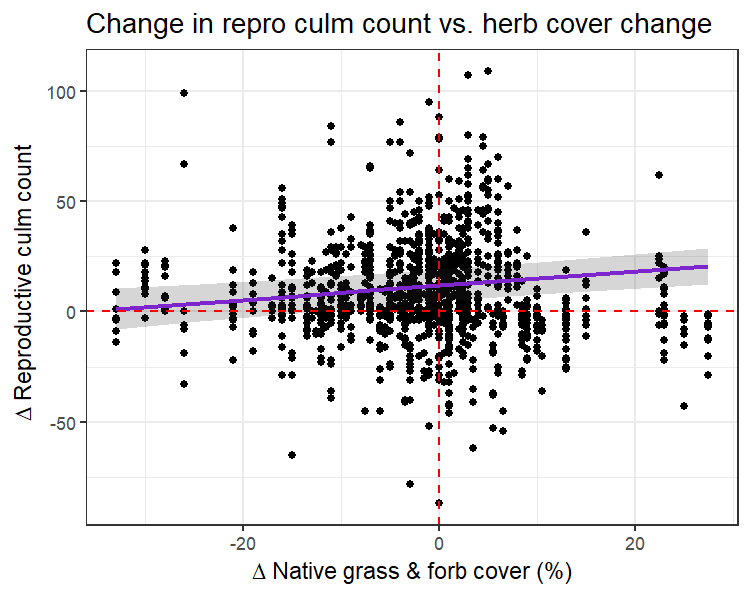 Change in repro culm count vs. herb cover change
Δ Reproductive culm count
100
50
0
-50
-20
0
20
Δ Native grass & forb cover (%)